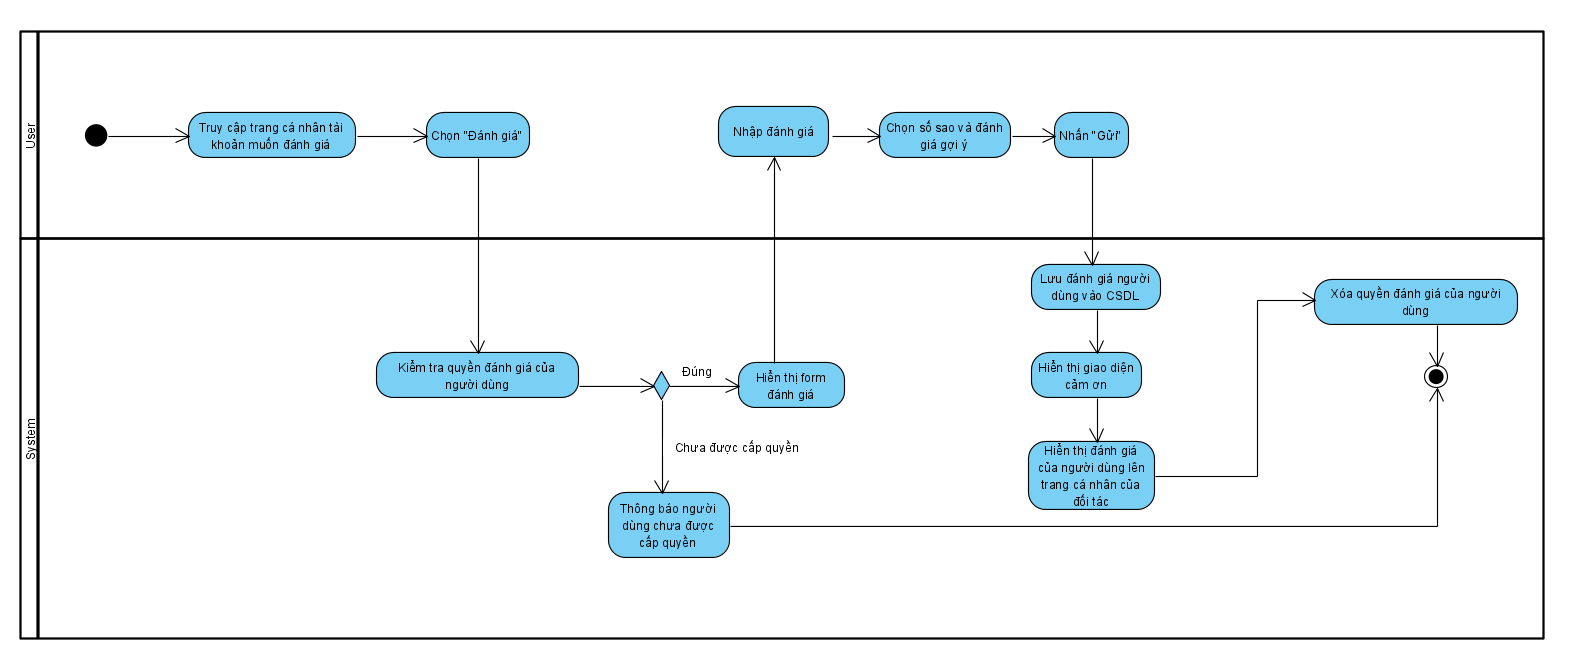 User
Truy cập trang cá nhân tài
khoản muốn đánh giá
Chọn "Đánh giá"
Nhập đánh giá
Chọn số sao và đánh
giá gợi ý
Nhấn "Gửi"
System
Kiểm tra quyền đánh giá của
người dùng
Đúng
Chưa được cấp quyền
Hiển thị form
đánh giá
Thông báo người
dùng chưa được
cấp quyền
Lưu đánh giá người
dùng vào CSDL
Hiển thị giao diện
cảm ơn
Hiển thị đánh giá
của người dùng lên
trang cá nhân của
đối tác
Xóa quyền đánh giá của người
dùng